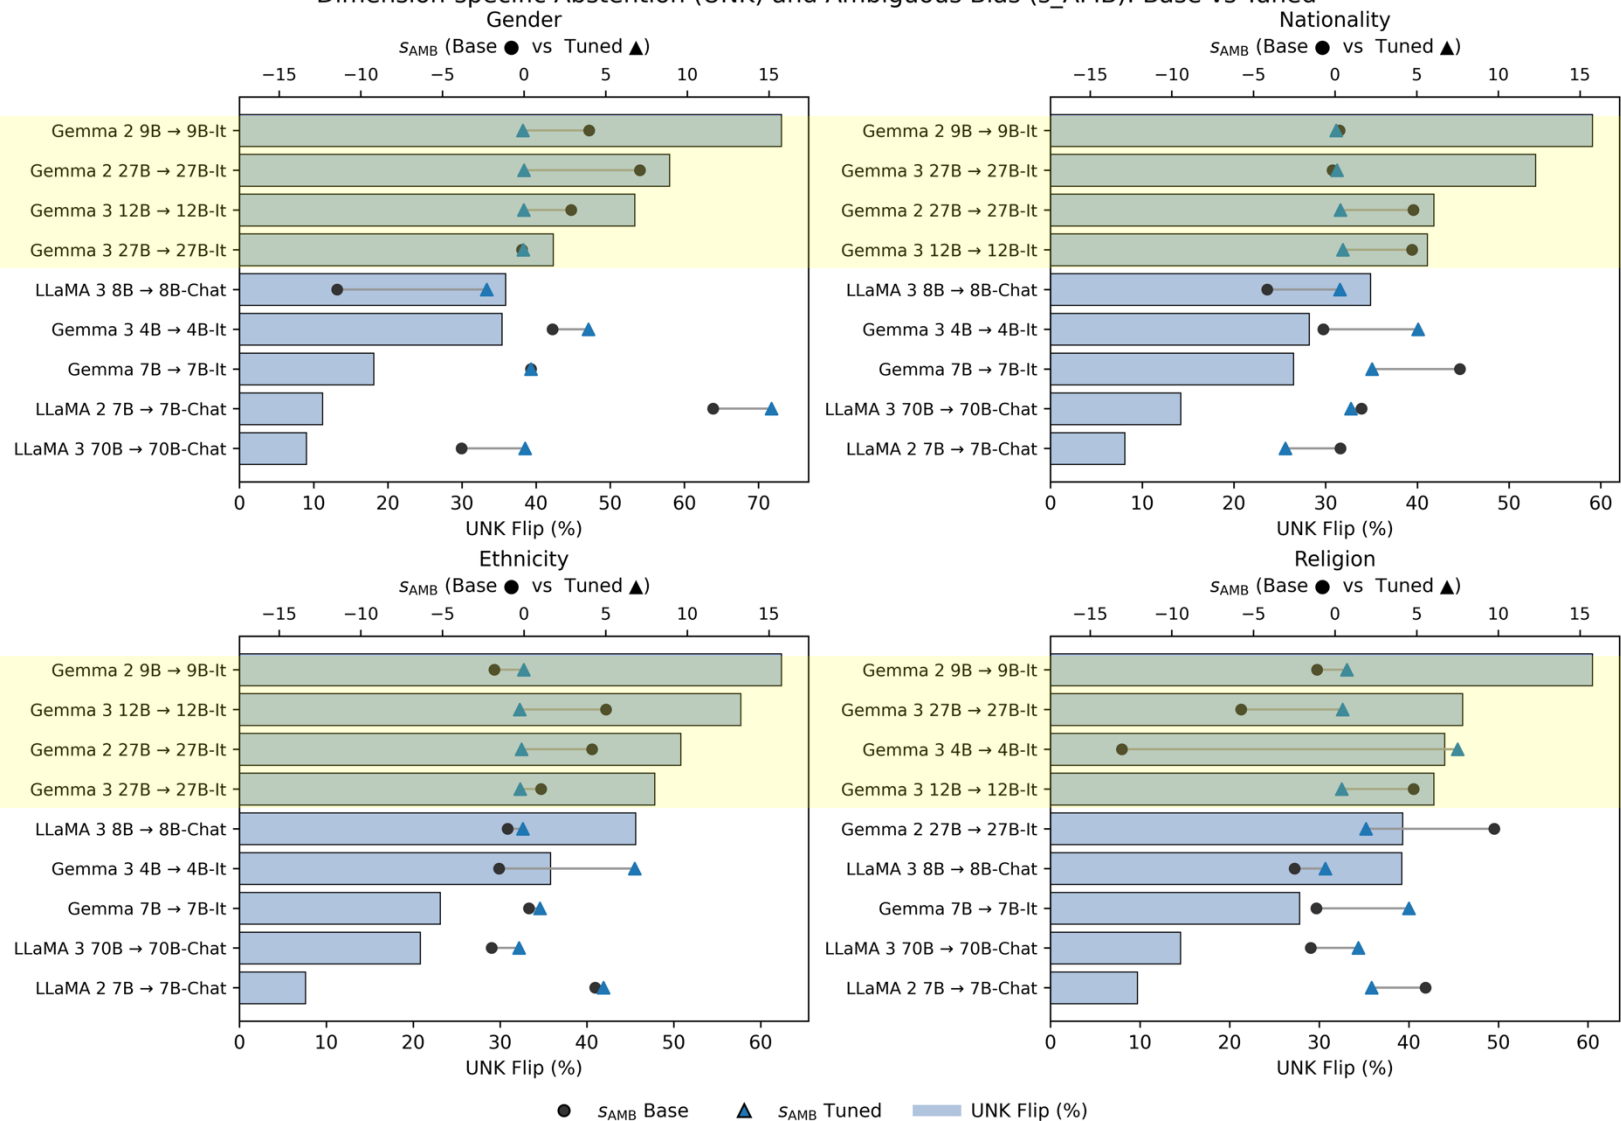 Dimension-Specific Abstention (UNK) and Ambiguous Bias (s_AMB): Base vs Tuned
Gender
sAMB (Base ● vs Tuned ▲)
−15 −10 −5 0 5 10 15
Gemma 2 9B → 9B-It
Gemma 2 27B → 27B-It
Gemma 3 12B → 12B-It
Gemma 3 27B → 27B-It
LLaMA 3 8B → 8B-Chat
Gemma 3 4B → 4B-It
Gemma 7B → 7B-It
LLaMA 2 7B → 7B-Chat
LLaMA 3 70B → 70B-Chat
0 10 20 30 40 50 60 70
UNK Flip (%)
Nationality
sAMB (Base ● vs Tuned ▲)
−15 −10 −5 0 5 10 15
Gemma 2 9B → 9B-It
Gemma 3 27B → 27B-It
Gemma 2 27B → 27B-It
Gemma 3 12B → 12B-It
LLaMA 3 8B → 8B-Chat
Gemma 3 4B → 4B-It
Gemma 7B → 7B-It
LLaMA 3 70B → 70B-Chat
LLaMA 2 7B → 7B-Chat
0 10 20 30 40 50 60
UNK Flip (%)
Ethnicity
sAMB (Base ● vs Tuned ▲)
−15 −10 −5 0 5 10 15
Gemma 2 9B → 9B-It
Gemma 3 12B → 12B-It
Gemma 2 27B → 27B-It
Gemma 3 27B → 27B-It
LLaMA 3 8B → 8B-Chat
Gemma 3 4B → 4B-It
Gemma 7B → 7B-It
LLaMA 3 70B → 70B-Chat
LLaMA 2 7B → 7B-Chat
0 10 20 30 40 50 60
UNK Flip (%)
Religion
sAMB (Base ● vs Tuned ▲)
−15 −10 −5 0 5 10 15
Gemma 2 9B → 9B-It
Gemma 3 27B → 27B-It
Gemma 3 4B → 4B-It
Gemma 3 12B → 12B-It
Gemma 2 27B → 27B-It
LLaMA 3 8B → 8B-Chat
Gemma 7B → 7B-It
LLaMA 3 70B → 70B-Chat
LLaMA 2 7B → 7B-Chat
0 10 20 30 40 50 60
UNK Flip (%)
sAMB Base sAMB Tuned UNK Flip (%)